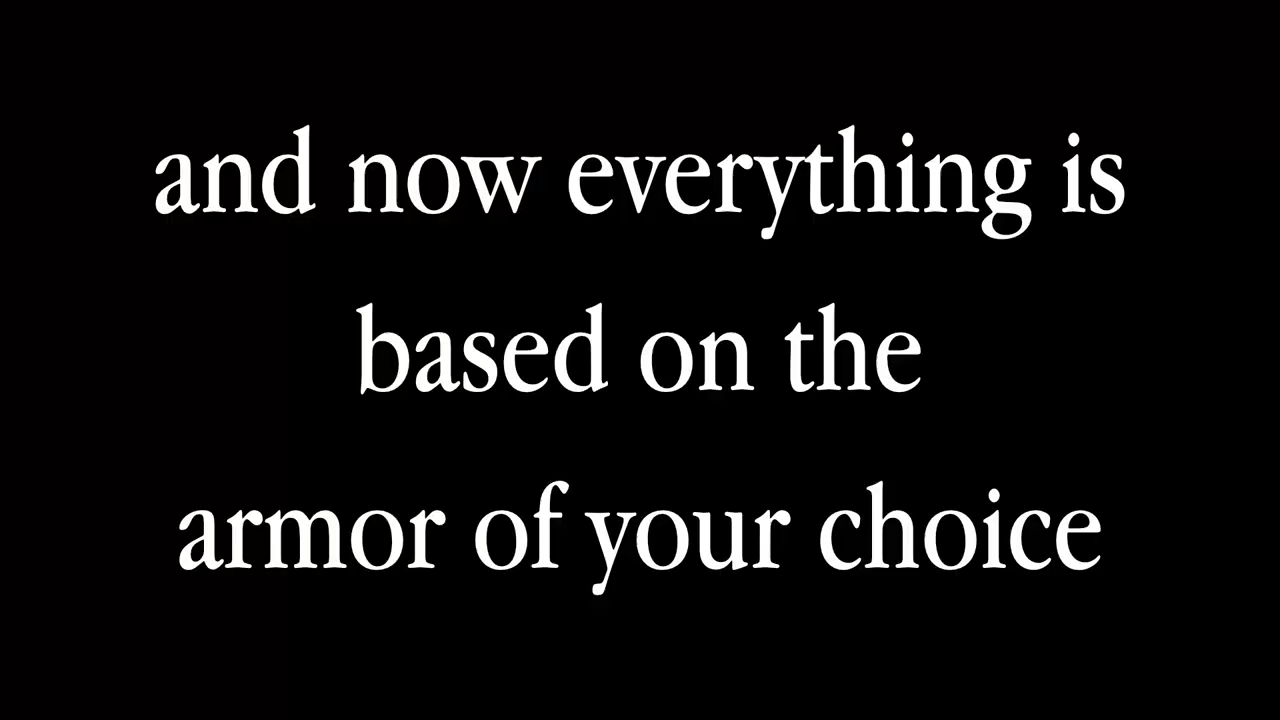 and now everything is
based on the
armor of your choice